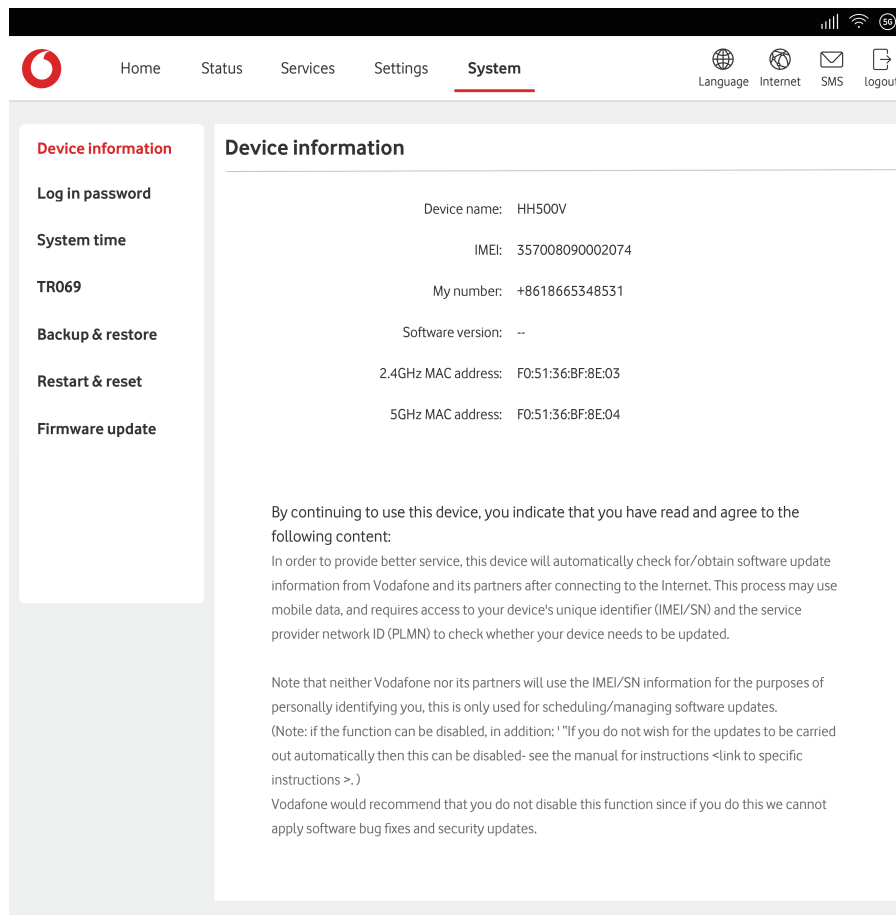 5G
Home Status Services Settings System
Language Internet SMS logout
Device information
Log in password
System time
TR069
Backup & restore
Restart & reset
Firmware update
Device information
Device name: HH500V
IMEI: 357008090002074
My number: +8618665348531
Software version: --
2.4GHz MAC address: F0:51:36:BF:8E:03
5GHz MAC address: F0:51:36:BF:8E:04
By continuing to use this device, you indicate that you have read and agree to the
following content:
In order to provide better service, this device will automatically check for/obtain software update
information from Vodafone and its partners after connecting to the Internet. This process may use
mobile data, and requires access to your device's unique identifier (IMEI/SN) and the service
provider network ID (PLMN) to check whether your device needs to be updated.
Note that neither Vodafone nor its partners will use the IMEI/SN information for the purposes of
personally identifying you, this is only used for scheduling/managing software updates.
(Note: if the function can be disabled, in addition: ' "If you do not wish for the updates to be carried
out automatically then this can be disabled- see the manual for instructions <link to specific
instructions >. )
Vodafone would recommend that you do not disable this function since if you do this we cannot
apply software bug fixes and security updates.